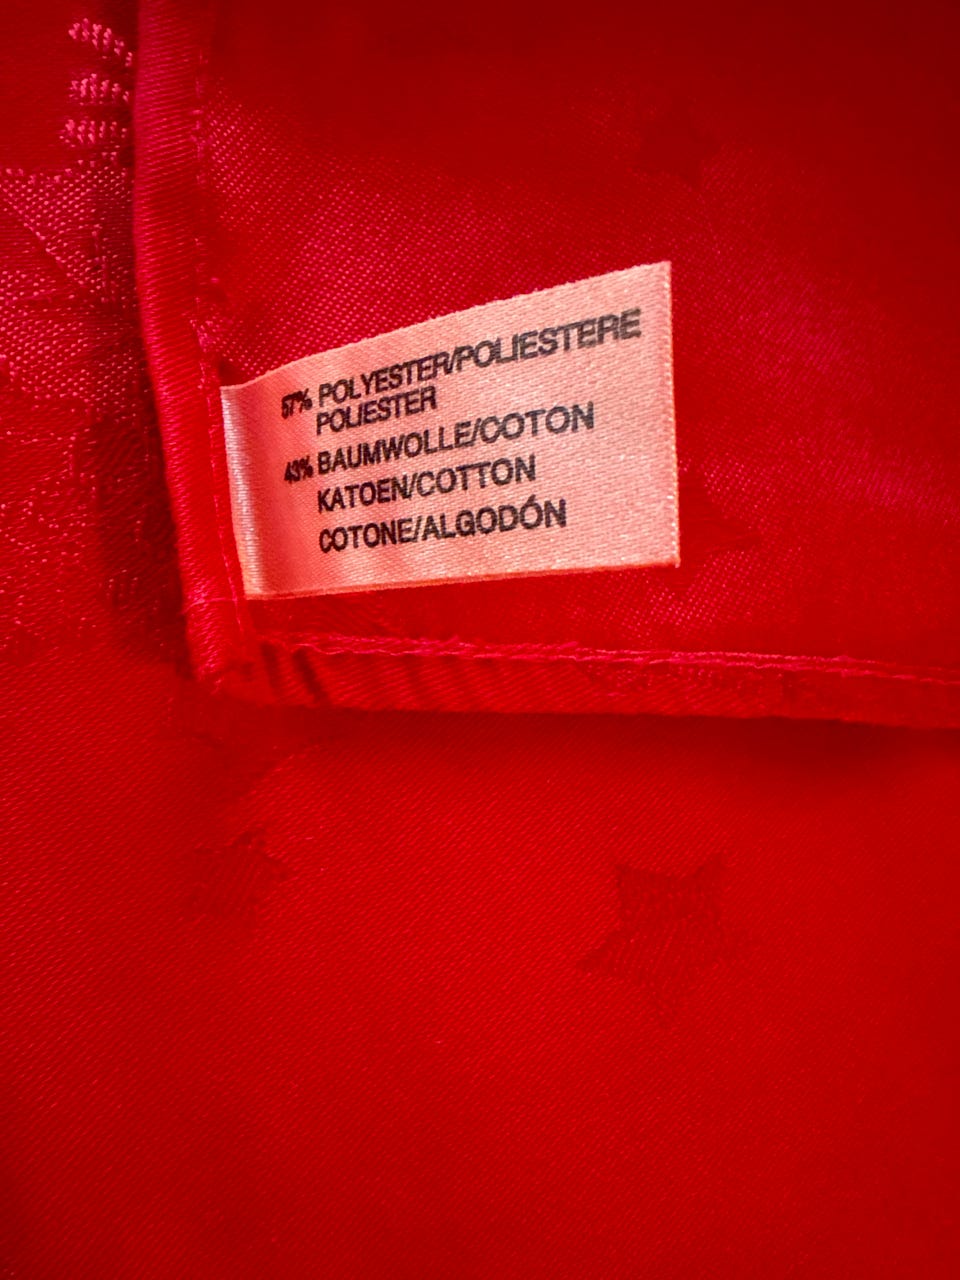 57% POLYESTER/POLIESTERE
POLIESTER
43% BAUMWOLLE/COTON
KATOEN/COTTON
COTONE/ALGODÓN